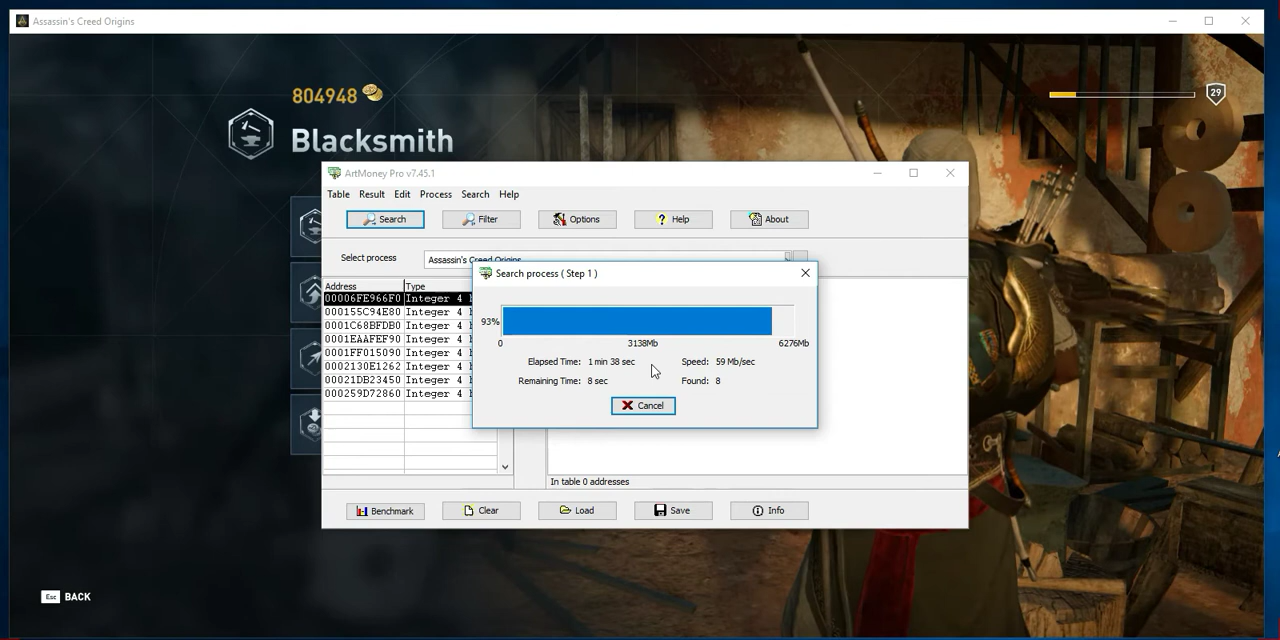 Assassin's Creed Origins
804948
29
Blacksmith
ArtMoney Pro v7.45.1
Table Result Edit Process Search Help
Search Filter Options Help About
Select process Assassin's Creed Origins
Search process ( Step 1 )
Address Type
00006FE966F0 Integer 4 b
000155C94E80 Integer 4 b
0001C68BFDB0 Integer 4 b
0001EAAFEF90 Integer 4 b
0001FF015090 Integer 4 b
0002130E1262 Integer 4 b
00021DB23450 Integer 4 b
000259D72860 Integer 4 b
93%
0 3138Mb 6276Mb
Elapsed Time: 1 min 38 sec Speed: 59 Mb/sec
Remaining Time: 8 sec Found: 8
Cancel
In table 0 addresses
Benchmark Clear Load Save Info
Esc BACK